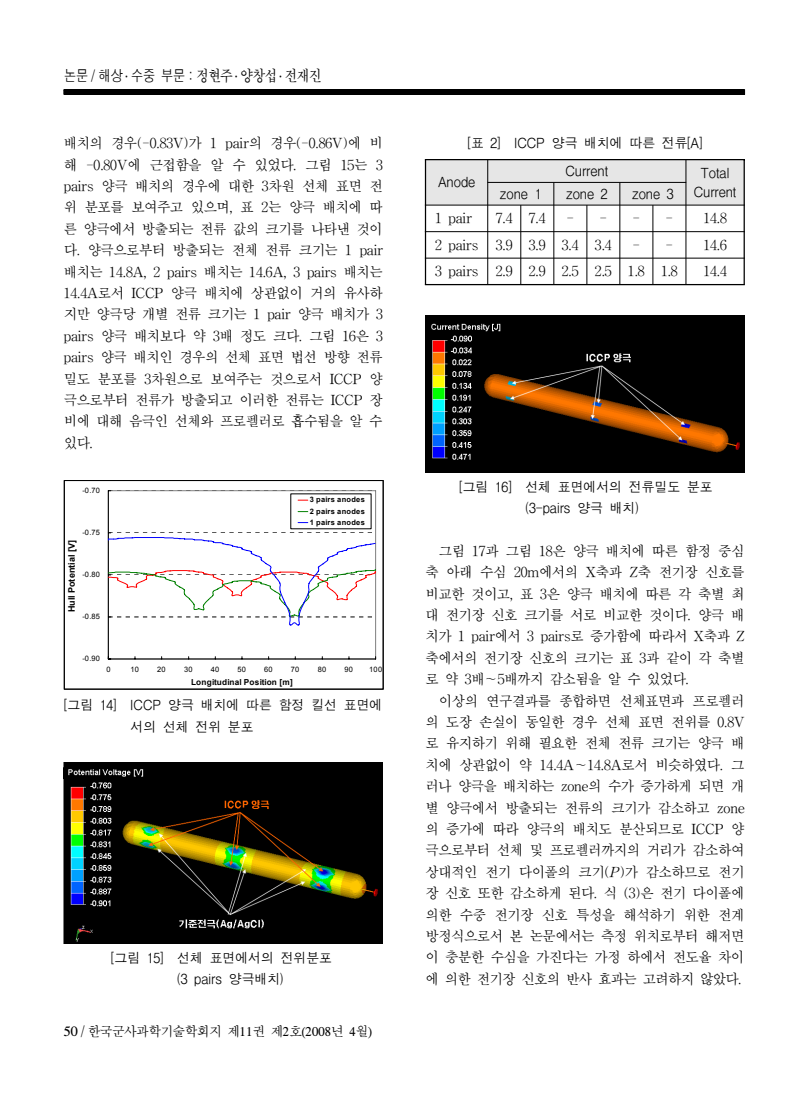 논문 / 해상·수중 부문 : 정현주·양창섭·전재진
배치의 경우(-0.83V)가 1 pair의 경우(-0.86V)에 비
해 -0.80V에 근접함을 알 수 있었다. 그림 15는 3
pairs 양극 배치의 경우에 대한 3차원 선체 표면 전
위 분포를 보여주고 있으며, 표 2는 양극 배치에 따
른 양극에서 방출되는 전류 값의 크기를 나타낸 것이
다. 양극으로부터 방출되는 전체 전류 크기는 1 pair
배치는 14.8A, 2 pairs 배치는 14.6A, 3 pairs 배치는
14.4A로서 ICCP 양극 배치에 상관없이 거의 유사하
지만 양극당 개별 전류 크기는 1 pair 양극 배치가 3
pairs 양극 배치보다 약 3배 정도 크다. 그림 16은 3
pairs 양극 배치인 경우의 선체 표면 법선 방향 전류
밀도 분포를 3차원으로 보여주는 것으로서 ICCP 양
극으로부터 전류가 방출되고 이러한 전류는 ICCP 장
비에 대해 음극인 선체와 프로펠러로 흡수됨을 알 수
있다.
-0.70
-0.75
-0.80
-0.85
-0.90
Hull Potential [V]
3 pairs anodes
2 pairs anodes
1 pairs anodes
0 10 20 30 40 50 60 70 80 90 100
Longitudinal Position [m]
[그림 14] ICCP 양극 배치에 따른 함정 킬선 표면에
서의 선체 전위 분포
Potential Voltage [V]
-0.760
-0.775
-0.789
-0.803
-0.817
-0.831
-0.845
-0.859
-0.873
-0.887
-0.901
ICCP 양극
기준전극(Ag/AgCl)
z
x
[그림 15] 선체 표면에서의 전위분포
(3 pairs 양극배치)
[표 2] ICCP 양극 배치에 따른 전류[A]
Anode Current Total Current
zone 1 zone 2 zone 3
1 pair 7.4 7.4 - - - - 14.8
2 pairs 3.9 3.9 3.4 3.4 - - 14.6
3 pairs 2.9 2.9 2.5 2.5 1.8 1.8 14.4
Current Density [J]
-0.090
-0.034
0.022
0.078
0.134
0.191
0.247
0.303
0.359
0.415
0.471
ICCP 양극
[그림 16] 선체 표면에서의 전류밀도 분포
(3-pairs 양극 배치)
그림 17과 그림 18은 양극 배치에 따른 함정 중심
축 아래 수심 20m에서의 X축과 Z축 전기장 신호를
비교한 것이고, 표 3은 양극 배치에 따른 각 축별 최
대 전기장 신호 크기를 서로 비교한 것이다. 양극 배
치가 1 pair에서 3 pairs로 증가함에 따라서 X축과 Z
축에서의 전기장 신호의 크기는 표 3과 같이 각 축별
로 약 3배~5배까지 감소됨을 알 수 있었다.
이상의 연구결과를 종합하면 선체표면과 프로펠러
의 도장 손실이 동일한 경우 선체 표면 전위를 0.8V
로 유지하기 위해 필요한 전체 전류 크기는 양극 배
치에 상관없이 약 14.4A~14.8A로서 비슷하였다. 그
러나 양극을 배치하는 zone의 수가 증가하게 되면 개
별 양극에서 방출되는 전류의 크기가 감소하고 zone
의 증가에 따라 양극의 배치도 분산되므로 ICCP 양
극으로부터 선체 및 프로펠러까지의 거리가 감소하여
상대적인 전기 다이폴의 크기(P)가 감소하므로 전기
장 신호 또한 감소하게 된다. 식 (3)은 전기 다이폴에
의한 수중 전기장 신호 특성을 해석하기 위한 전계
방정식으로서 본 논문에서는 측정 위치로부터 해저면
이 충분한 수심을 가진다는 가정 하에서 전도율 차이
에 의한 전기장 신호의 반사 효과는 고려하지 않았다.
50 / 한국군사과학기술학회지 제11권 제2호(2008년 4월)